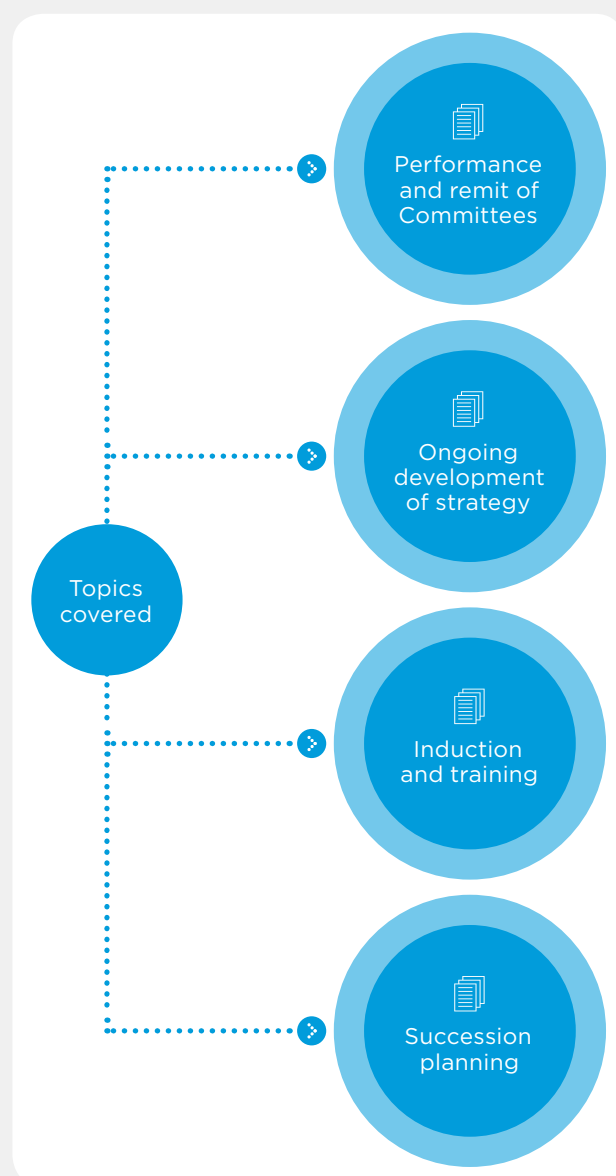 Performance
and remit of
Committees
Ongoing
development
of strategy
Topics
covered
Induction
and training
Succession
planning